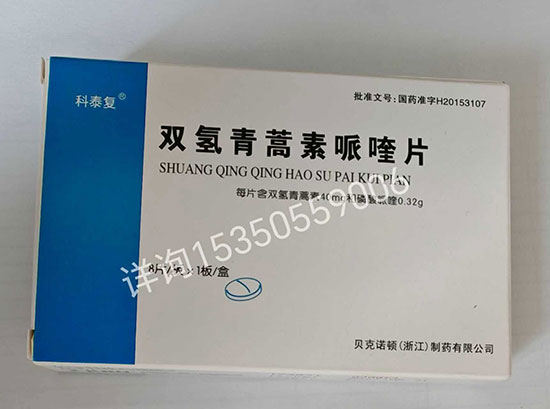 科泰复®
批准文号：国药准字H20153107
双氢青蒿素哌喹片
SHUANG QING QING HAO SU PAI KUI PIAN
每片含双氢青蒿素40mg和磷酸哌喹0.32g
详询15350559006
8片/板×1板/盒
贝克诺顿(浙江)制药有限公司